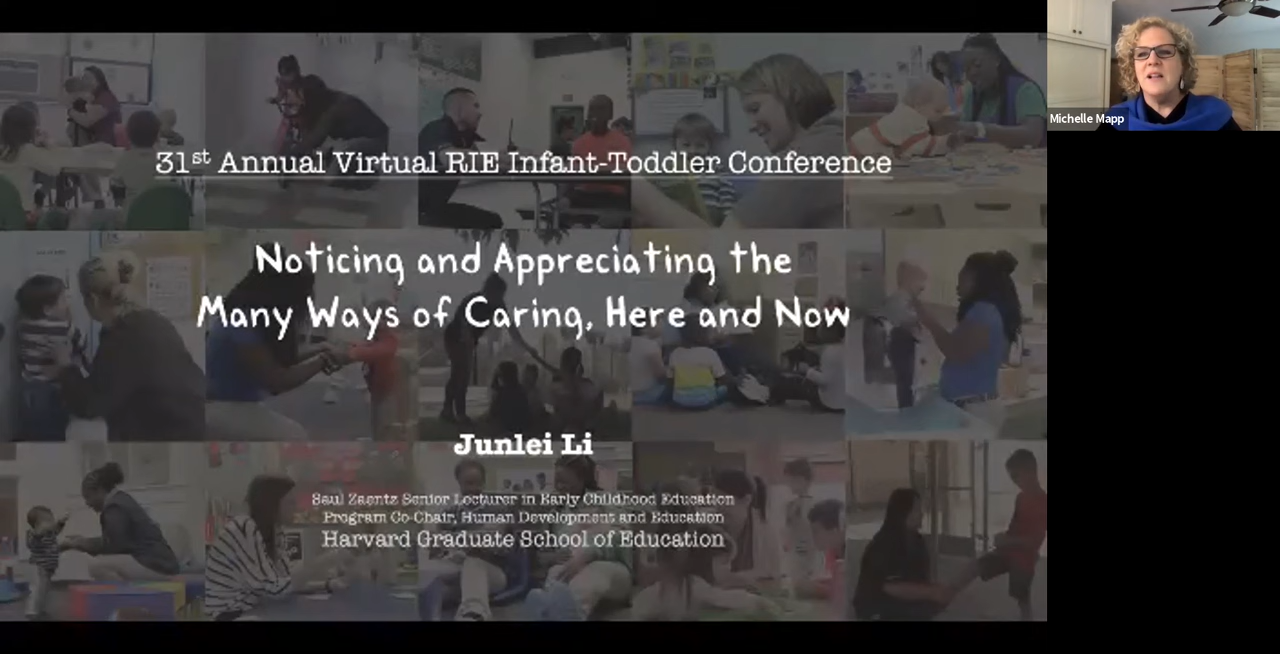 31st Annual Virtual RIE Infant-Toddler Conference
Noticing and Appreciating the
Many Ways of Caring, Here and Now
Junlei Li
Saul Zaentz Senior Lecturer in Early Childhood Education
Program Co-Chair, Human Development and Education
Harvard Graduate School of Education
Michelle Mapp